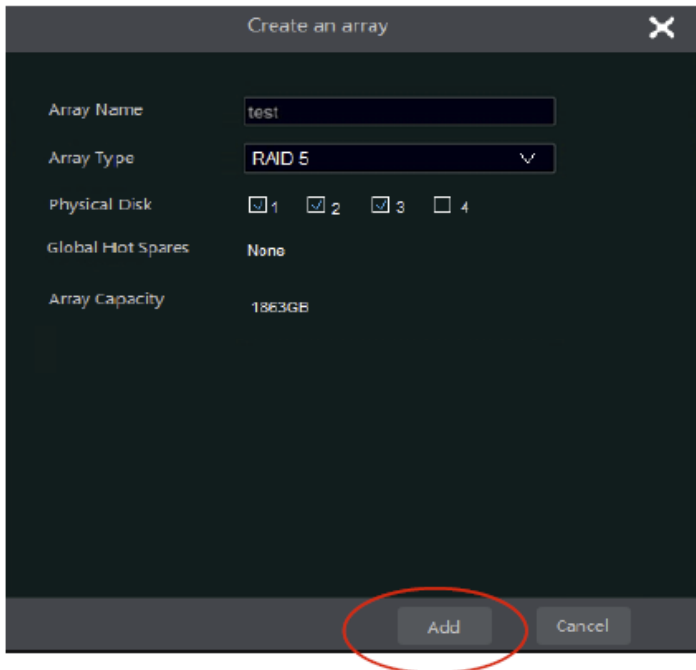 Create an array
Array Name test
Array Type RAID 5
Physical Disk 1 2 3 4
Global Hot Spares None
Array Capacity 1863GB
Add Cancel